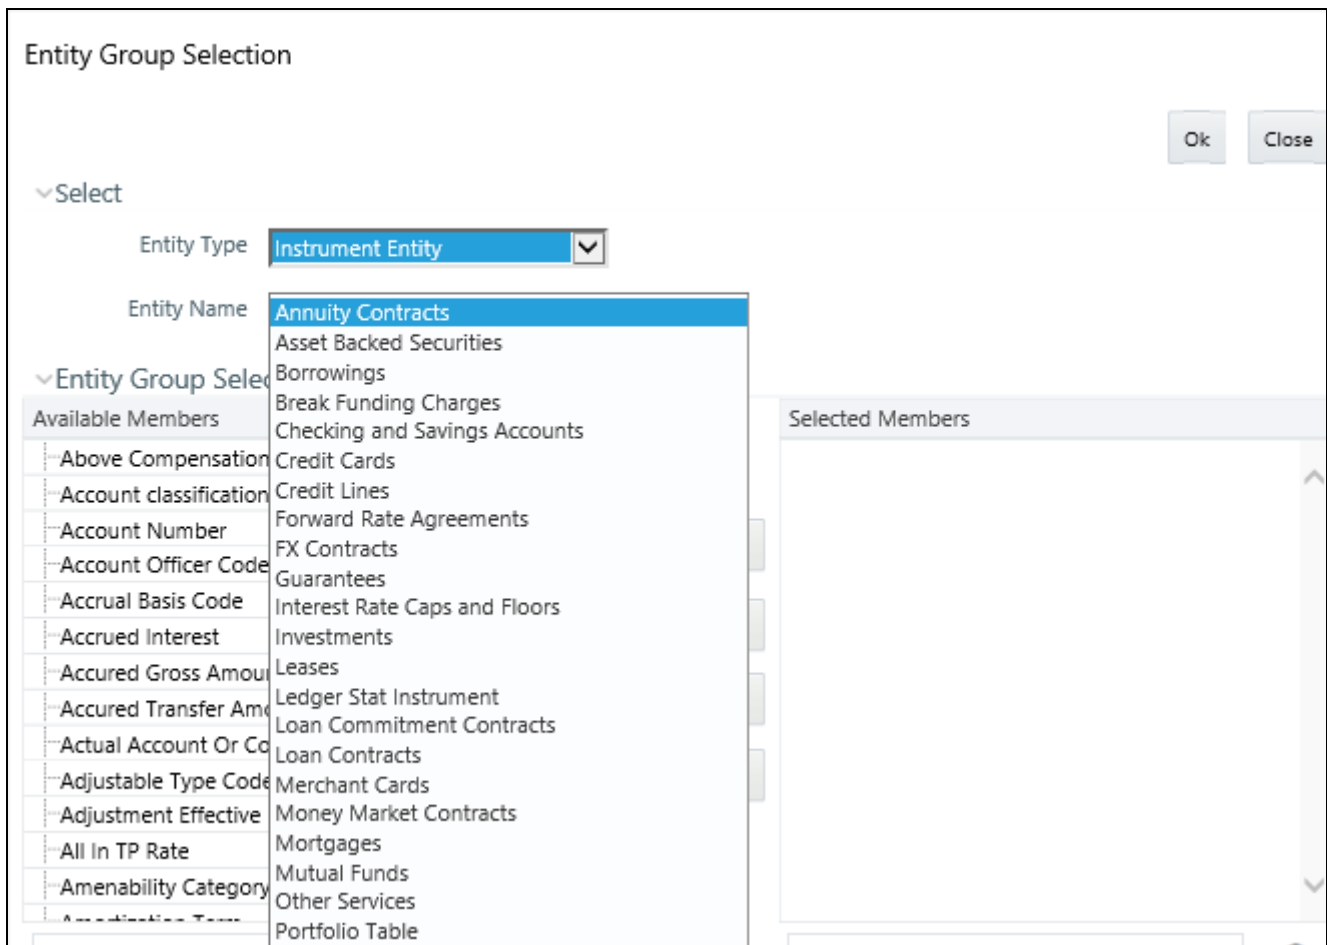 Entity Group Selection
Ok Close
Select
Entity Type Instrument Entity
Entity Name Annuity Contracts
Asset Backed Securities
Borrowings
Break Funding Charges
Checking and Savings Accounts
Credit Cards
Credit Lines
Forward Rate Agreements
FX Contracts
Guarantees
Interest Rate Caps and Floors
Investments
Leases
Ledger Stat Instrument
Loan Commitment Contracts
Loan Contracts
Merchant Cards
Money Market Contracts
Mortgages
Mutual Funds
Other Services
Portfolio Table
Entity Group Selec
Available Members
Above Compensation
Account classification
Account Number
Account Officer Code
Accrual Basis Code
Accrued Interest
Accured Gross Amou
Accured Transfer Amo
Actual Account Or Co
Adjustable Type Code
Adjustment Effective
All In TP Rate
Amenability Category
Selected Members